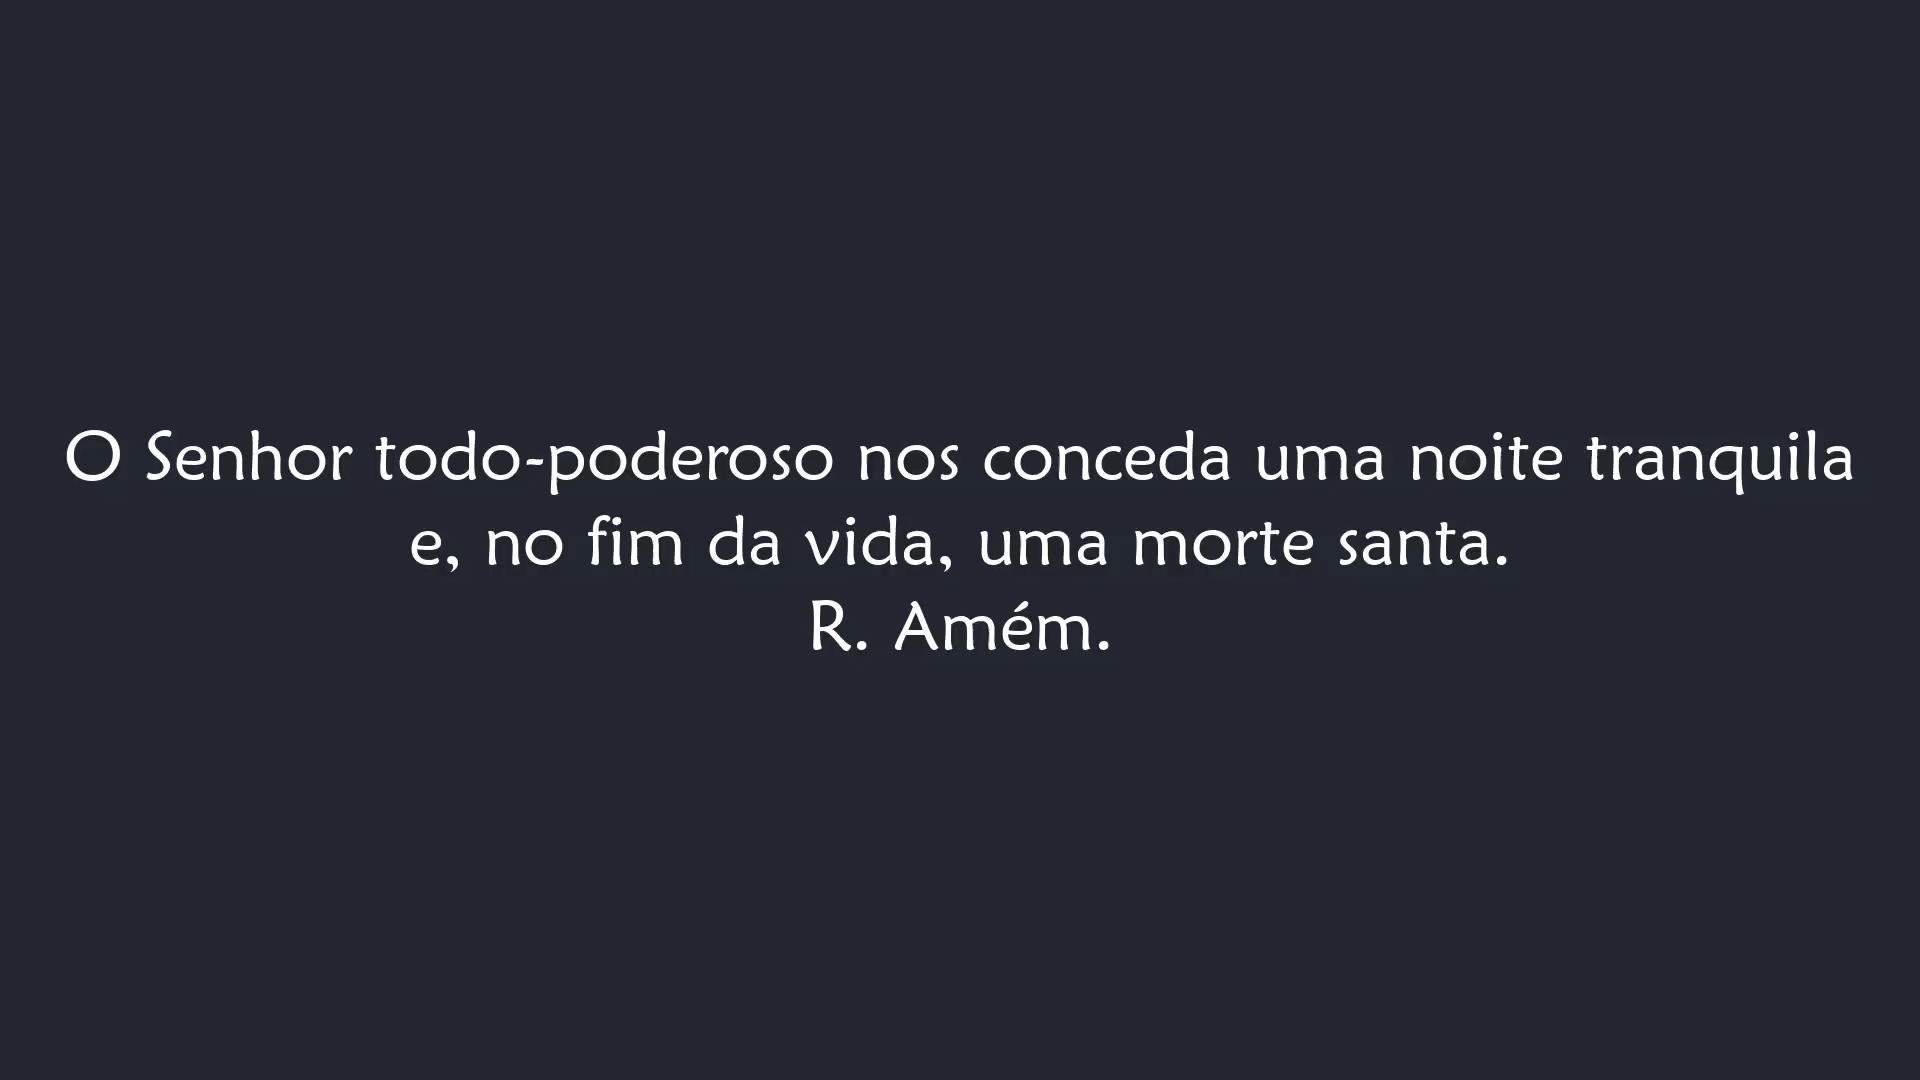 O Senhor todo-poderoso nos conceda uma noite tranquila
e, no fim da vida, uma morte santa.
R. Amém.